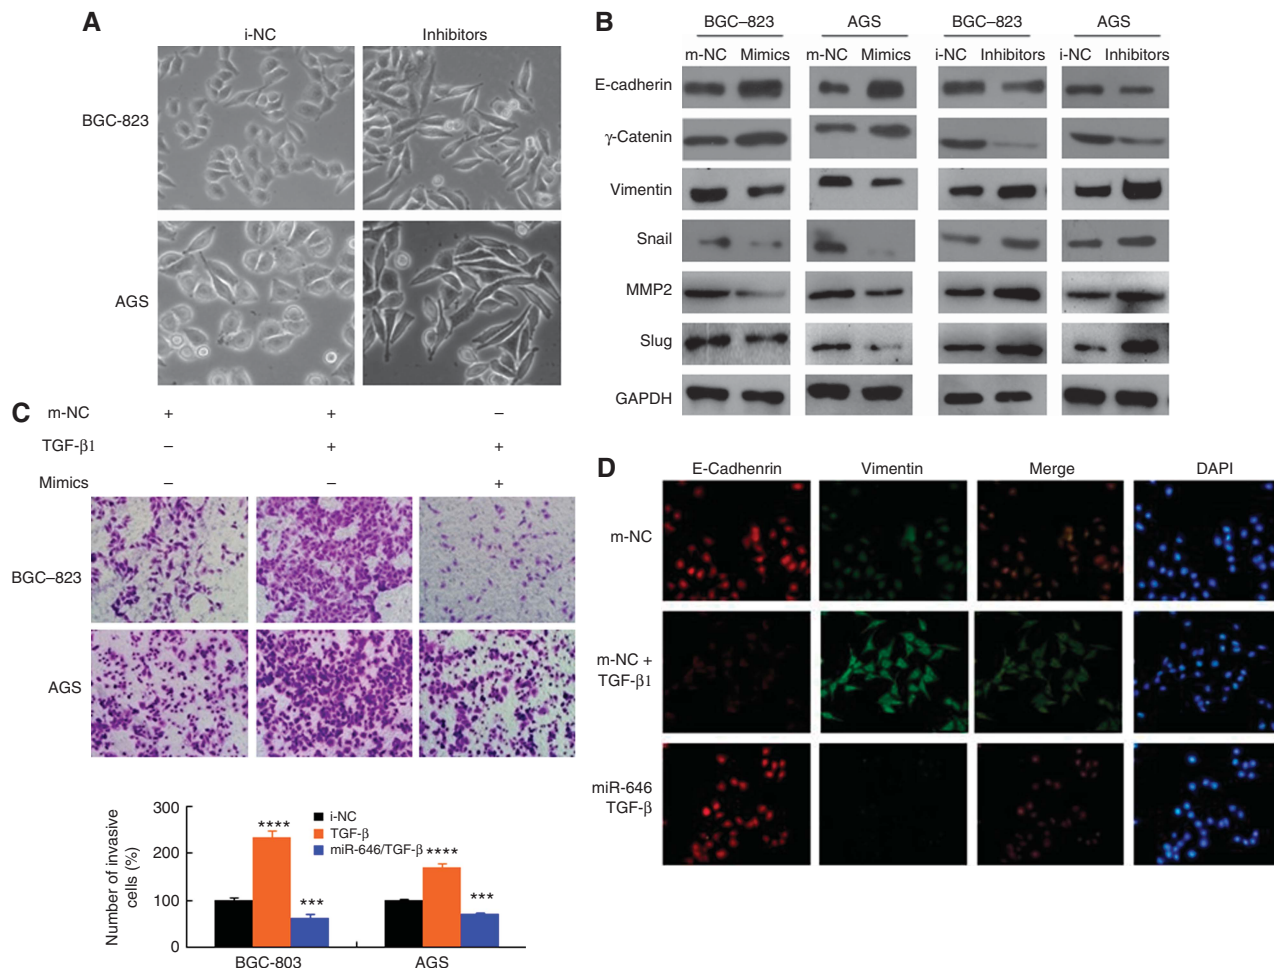 A
i-NC Inhibitors
BGC-823
AGS
B
BGC–823 AGS BGC–823 AGS
m-NC Mimics m-NC Mimics i-NC Inhibitors i-NC Inhibitors
E-cadherin
γ-Catenin
Vimentin
Snail
MMP2
Slug
GAPDH
C
m-NC + + –
TGF-β1 – + +
Mimics – – +
BGC–823
AGS
300
200
100
0
Number of invasive
cells (%)
i-NC
TGF-β
miR-646/TGF-β
**** *** **** ***
BGC-803 AGS
D
E-Cadhenrin Vimentin Merge DAPI
m-NC
m-NC +
TGF-β1
miR-646
TGF-β